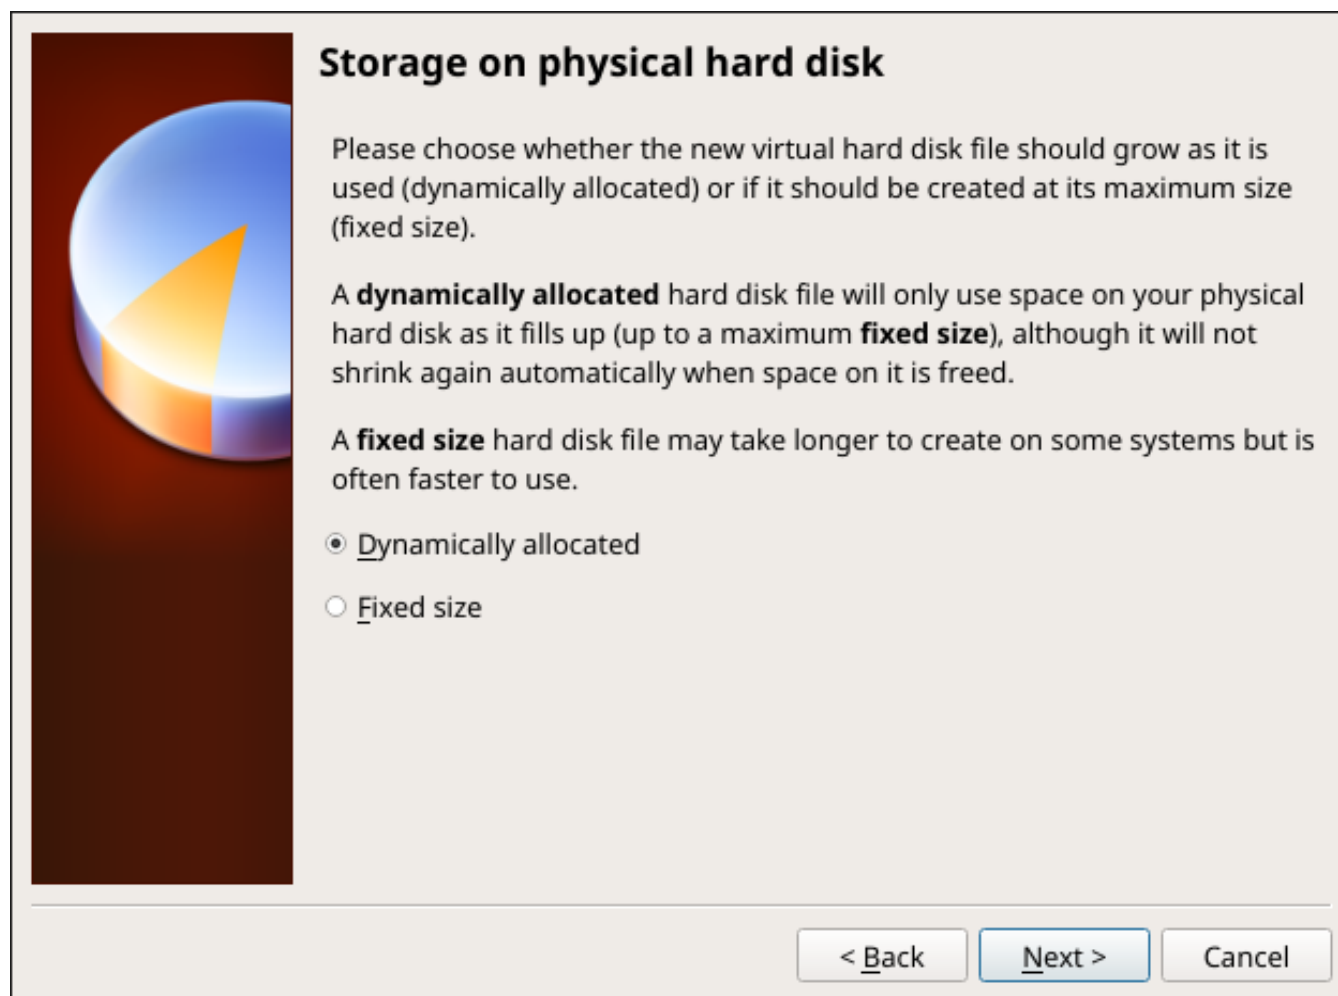 Storage on physical hard disk
Please choose whether the new virtual hard disk file should grow as it is
used (dynamically allocated) or if it should be created at its maximum size
(fixed size).
A dynamically allocated hard disk file will only use space on your physical
hard disk as it fills up (up to a maximum fixed size), although it will not
shrink again automatically when space on it is freed.
A fixed size hard disk file may take longer to create on some systems but is
often faster to use.
Dynamically allocated
Fixed size
< Back Next > Cancel